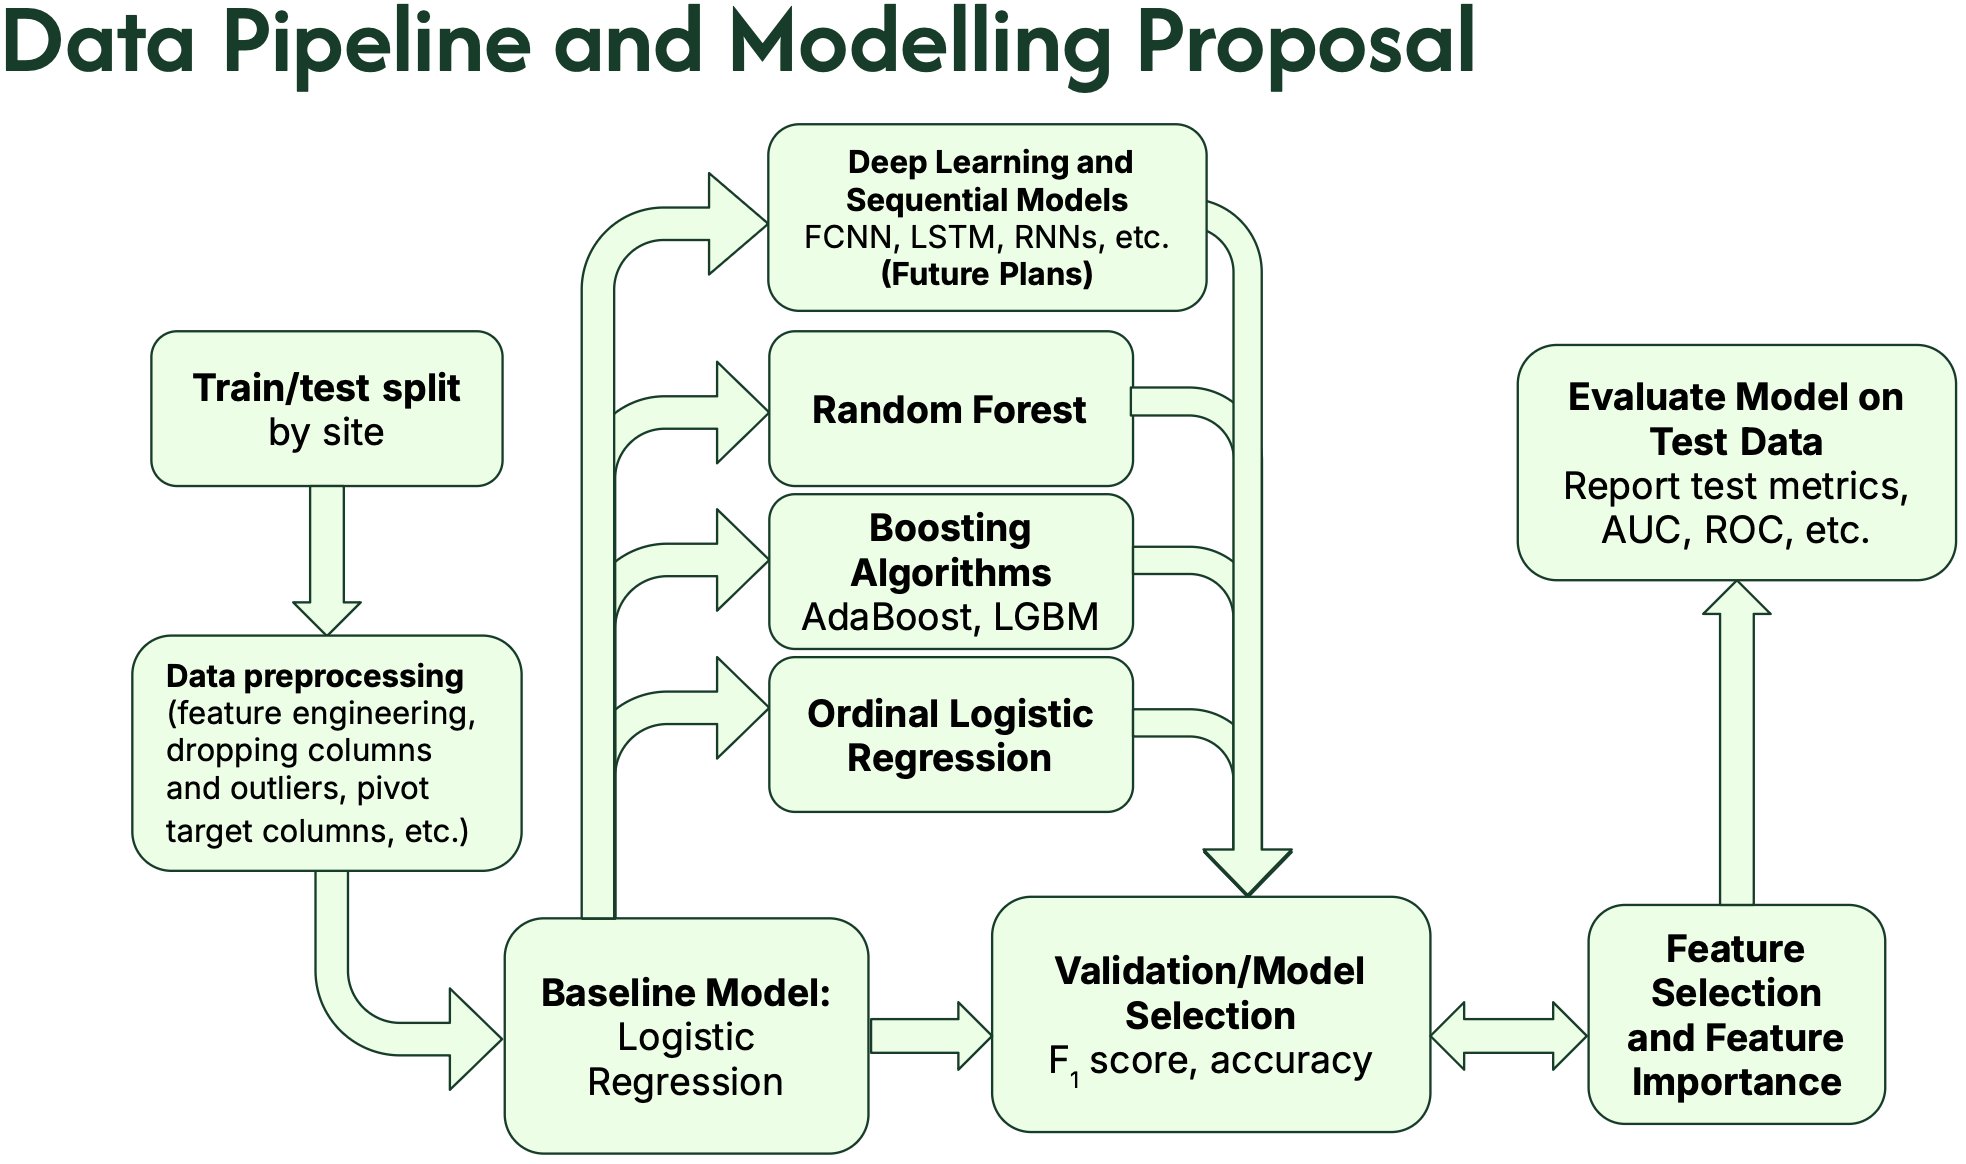 Data Pipeline and Modelling Proposal
Deep Learning and
Sequential Models
FCNN, LSTM, RNNs, etc.
(Future Plans)
Train/test split
by site
Random Forest
Evaluate Model on
Test Data
Report test metrics,
AUC, ROC, etc.
Boosting
Algorithms
AdaBoost, LGBM
Data preprocessing
(feature engineering,
dropping columns
and outliers, pivot
target columns, etc.)
Ordinal Logistic
Regression
Baseline Model:
Logistic
Regression
Validation/Model
Selection
F₁ score, accuracy
Feature
Selection
and Feature
Importance